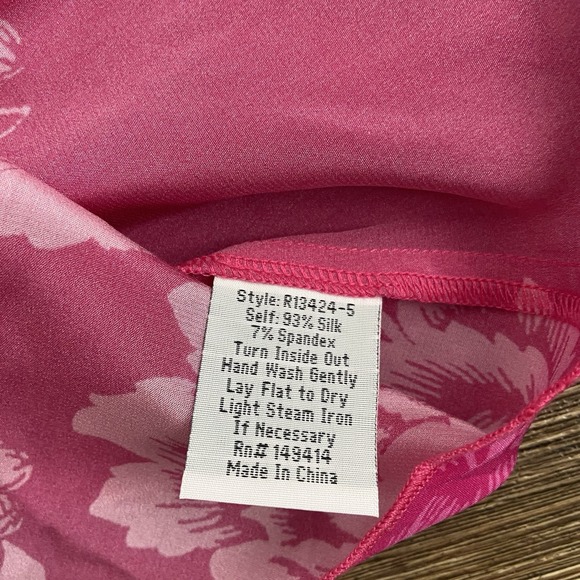 Style: R13424-5
Self: 93% Silk
7% Spandex
Turn Inside Out
Hand Wash Gently
Lay Flat to Dry
Light Steam Iron
If Necessary
Rn# 149414
Made In China